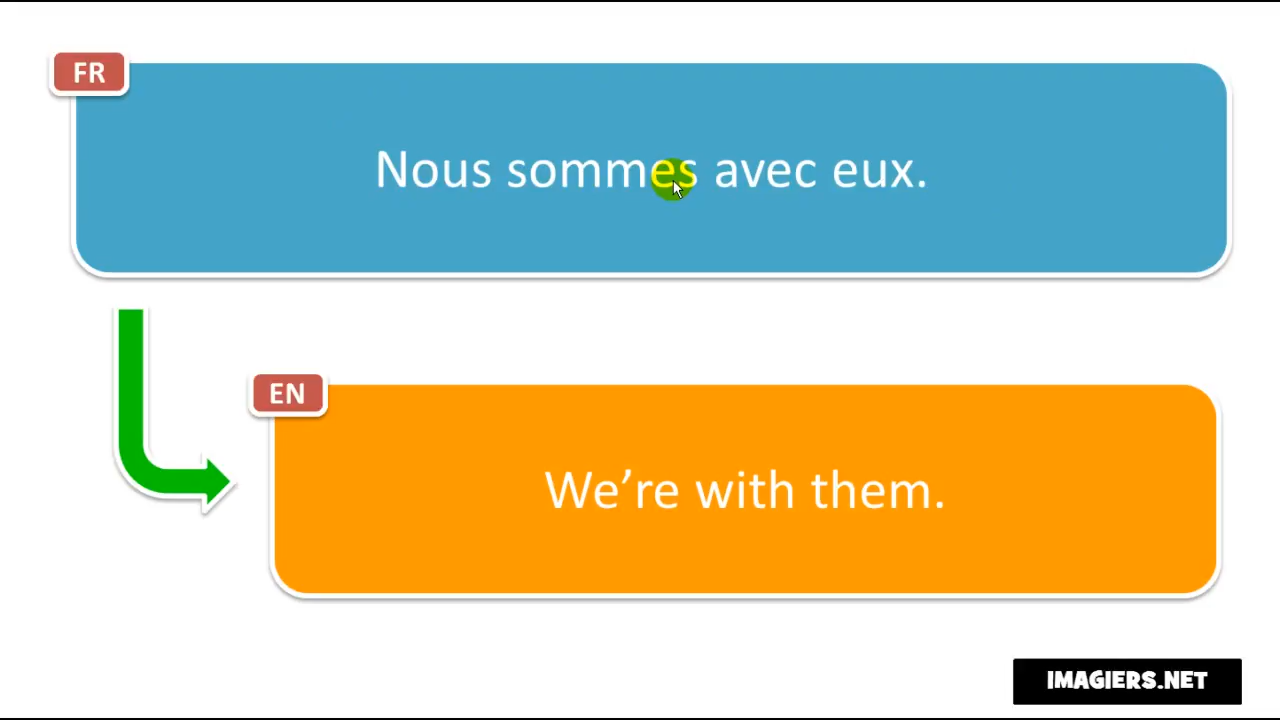 FR
Nous sommes avec eux.
EN
We’re with them.
IMAGIERS.NET